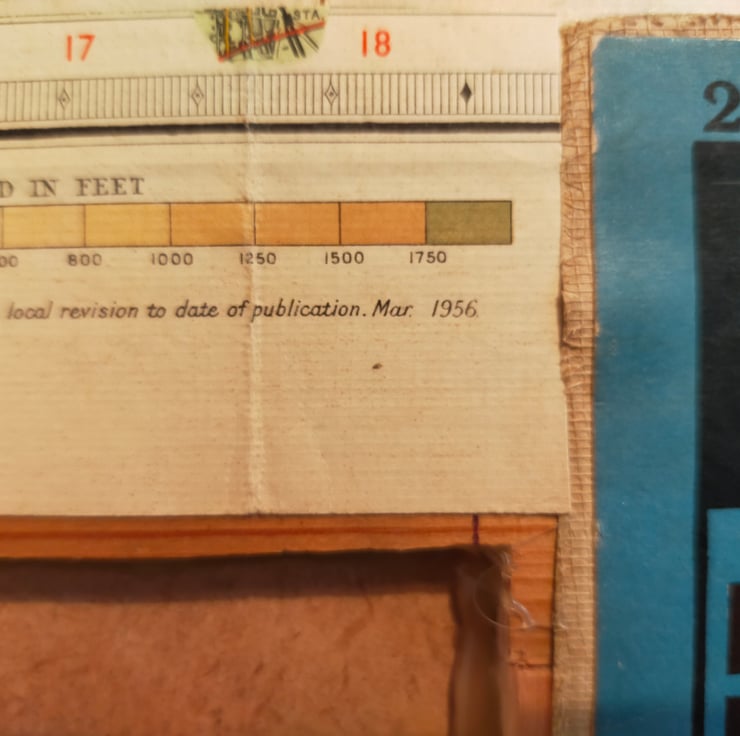 STA
17 18
2
D IN FEET
00 800 1000 1250 1500 1750
local revision to date of publication. Mar. 1956.